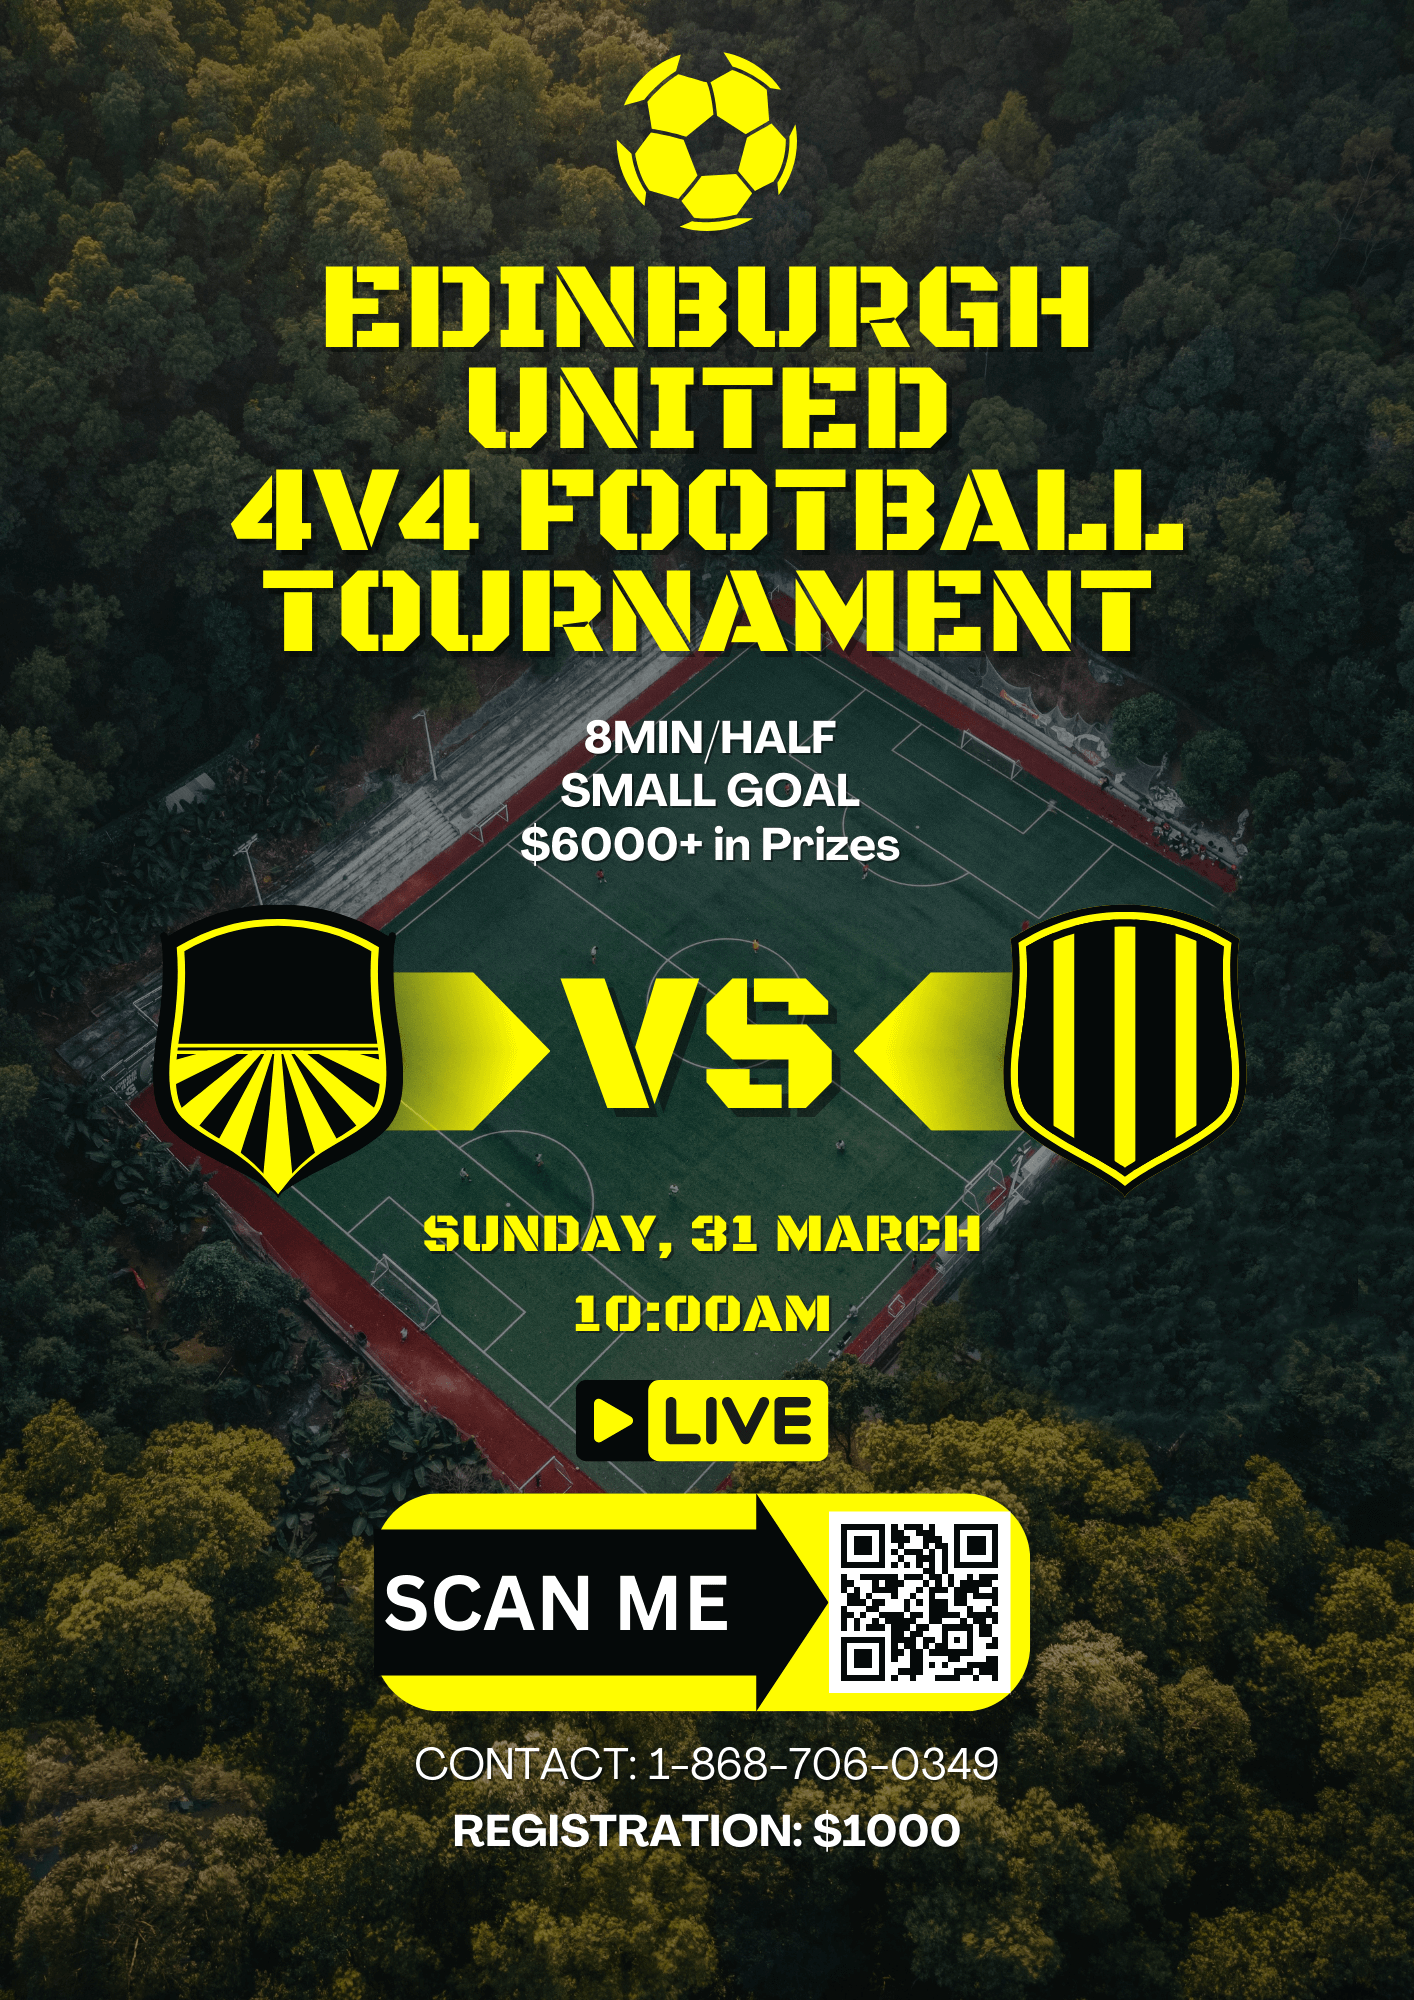 EDINBURGH
UNITED
4V4 FOOTBALL
TOURNAMENT
8MIN/HALF
SMALL GOAL
$6000+ in Prizes
VS
SUNDAY, 31 MARCH
10:00AM
LIVE
SCAN ME
CONTACT: 1-868-706-0349
REGISTRATION: $1000